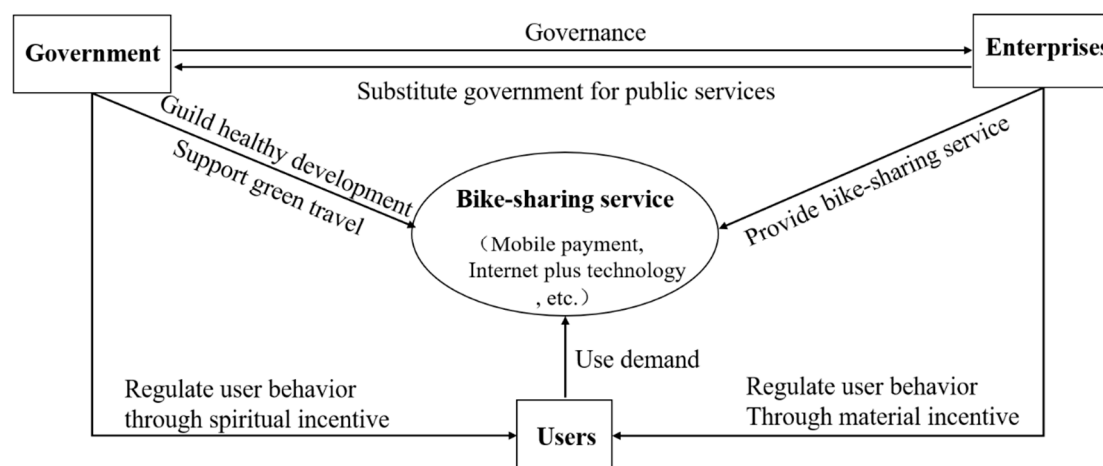 Government
Governance
Enterprises
Substitute government for public services
Guild healthy development
Support green travel
Provide bike-sharing service
Bike-sharing service
（Mobile payment,
Internet plus technology
, etc.）
Use demand
Regulate user behavior
through spiritual incentive
Regulate user behavior
Through material incentive
Users